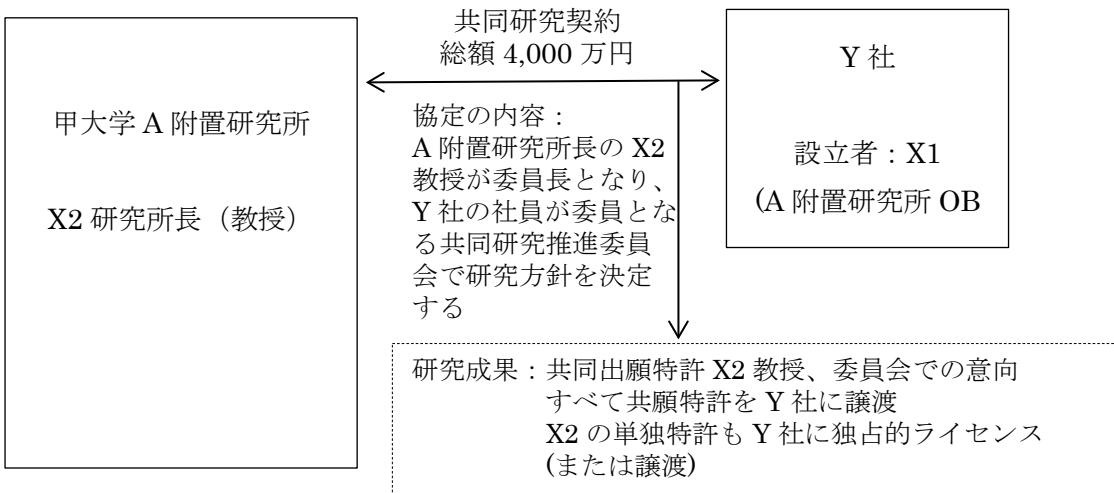 共同研究契約
総額 4,000 万円
甲大学 A 附置研究所
X2 研究所長（教授）
Y 社
設立者：X1
(A 附置研究所 OB
協定の内容：
A 附置研究所長の X2
教授が委員長となり、
Y 社の社員が委員とな
る共同研究推進委員
会で研究方針を決定
する
研究成果：共同出願特許 X2 教授、委員会での意向
すべて共願特許を Y 社に譲渡
X2 の単独特許も Y 社に独占的ライセンス
(または譲渡)